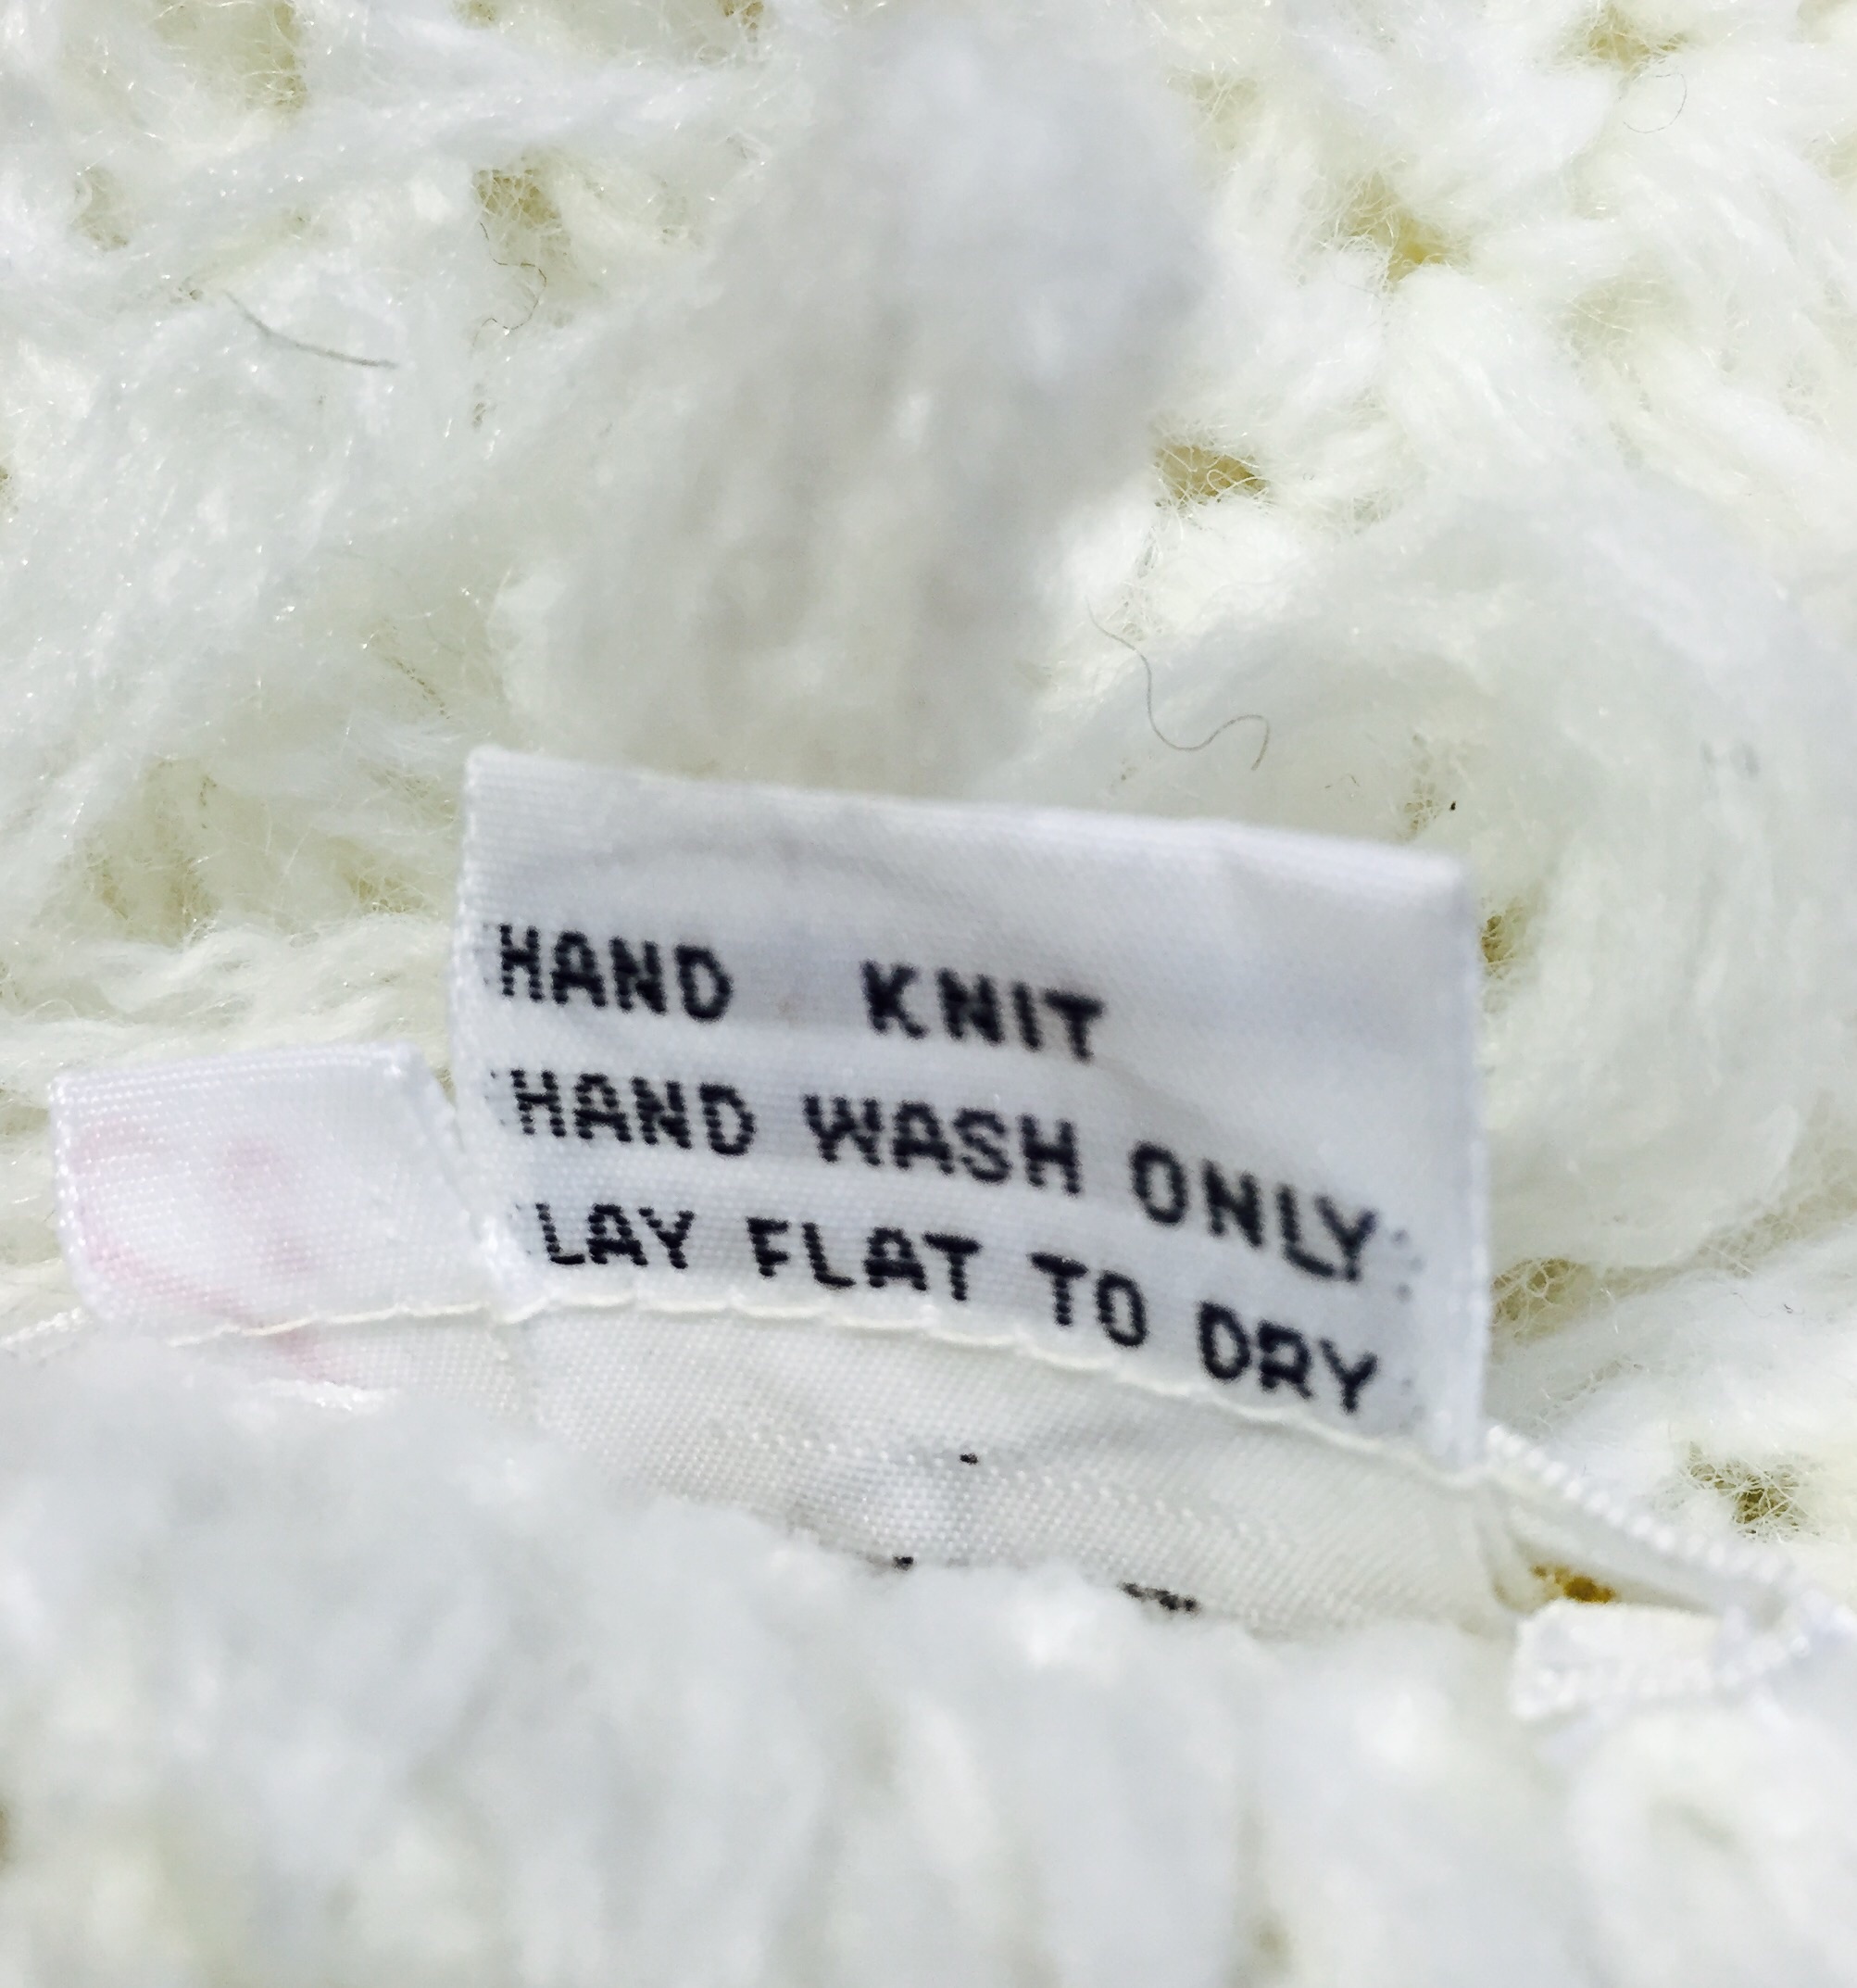 HAND KNIT
HAND WASH ONLY
LAY FLAT TO DRY